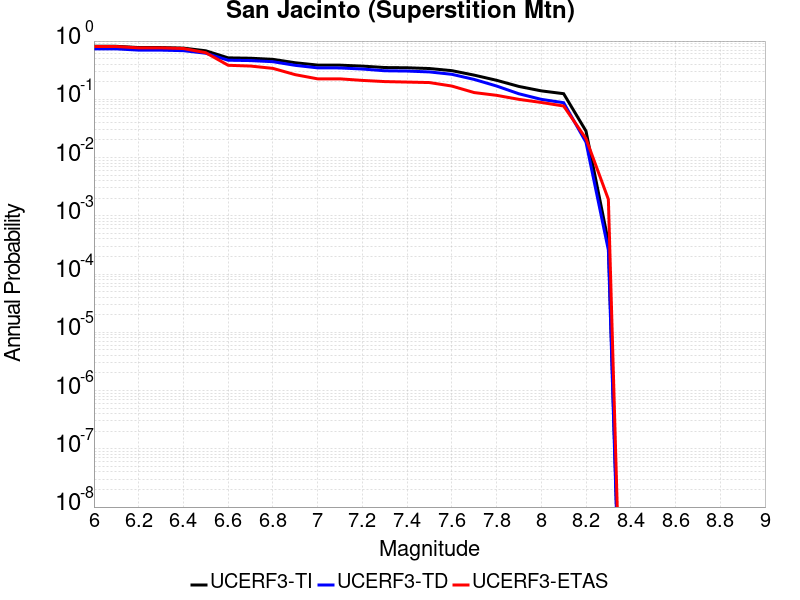 San Jacinto (Superstition Mtn)
Annual Probability
10^0
10^-1
10^-2
10^-3
10^-4
10^-5
10^-6
10^-7
10^-8
6 6.2 6.4 6.6 6.8 7 7.2 7.4 7.6 7.8 8 8.2 8.4 8.6 8.8 9
Magnitude
UCERF3-TI UCERF3-TD UCERF3-ETAS